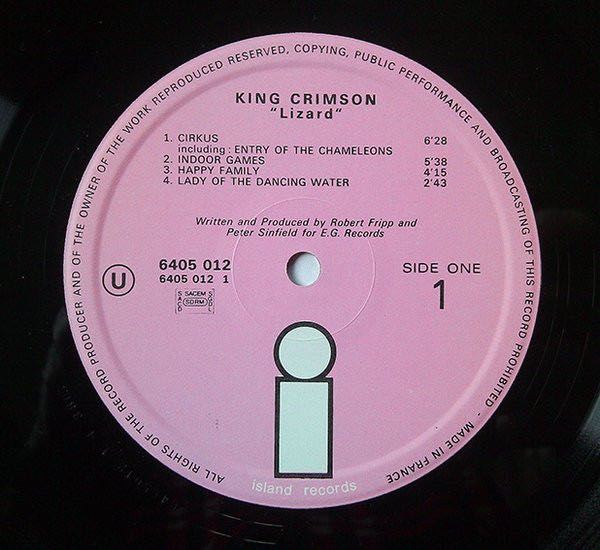 ALL RIGHTS OF THE RECORD PRODUCER AND OF THE OWNER OF THE WORK REPRODUCED RESERVED, COPYING, PUBLIC PERFORMANCE AND BROADCASTING OF THIS RECORD PROHIBITED - MADE IN FRANCE
KING CRIMSON
"Lizard"
1. CIRKUS 6'28
including : ENTRY OF THE CHAMELEONS
2. INDOOR GAMES 5'38
3. HAPPY FAMILY 4'15
4. LADY OF THE DANCING WATER 2'43
Written and Produced by Robert Fripp and
Peter Sinfield for E.G. Records
U
6405 012
6405 012 1
SACEM
SACD SDRM SGDL
SIDE ONE
1
island records